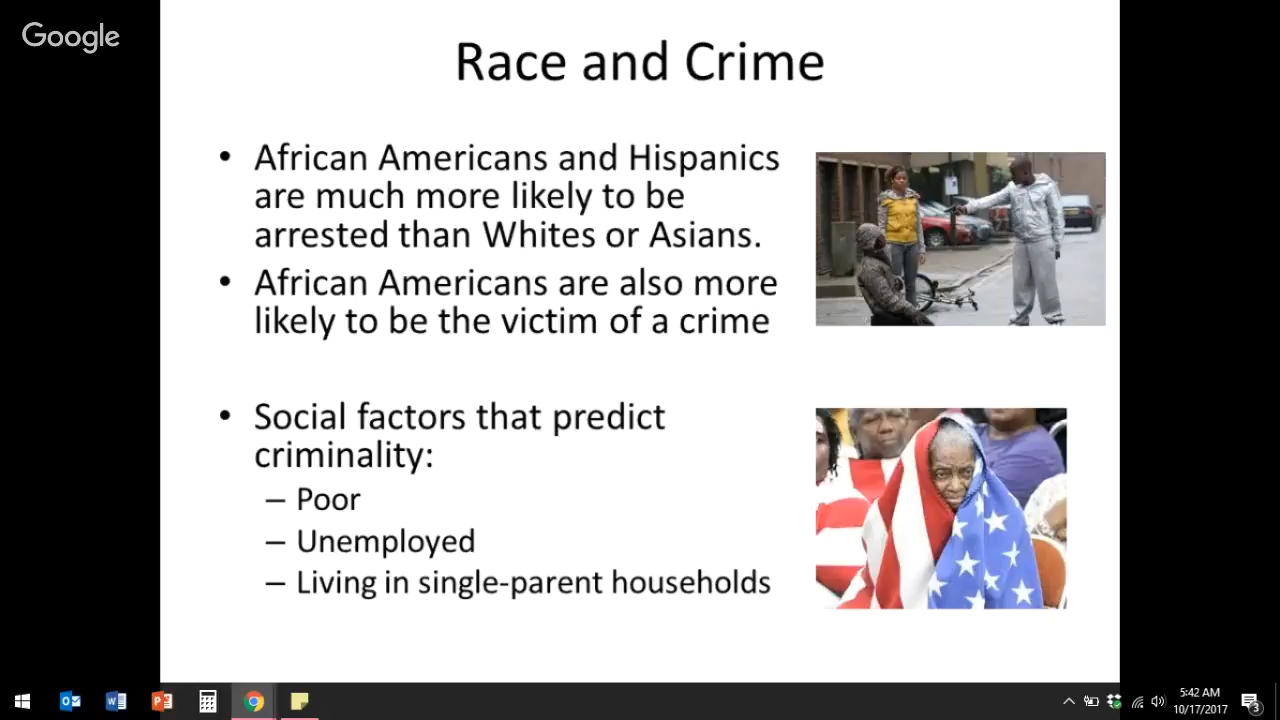 Google
Race and Crime
• African Americans and Hispanics
are much more likely to be
arrested than Whites or Asians.
• African Americans are also more
likely to be the victim of a crime
• Social factors that predict
criminality:
– Poor
– Unemployed
– Living in single-parent households
5:42 AM
10/17/2017
3